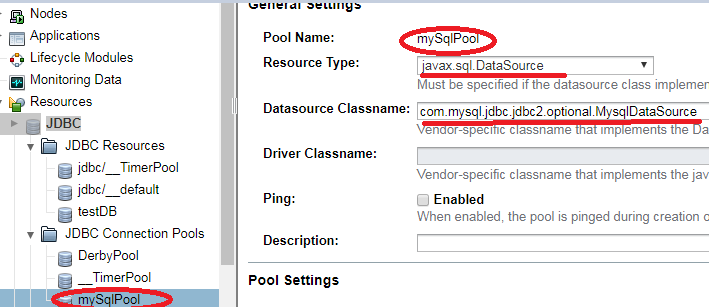 Nodes
Applications
Lifecycle Modules
Monitoring Data
Resources
JDBC
JDBC Resources
jdbc/__TimerPool
jdbc/__default
testDB
JDBC Connection Pools
DerbyPool
__TimerPool
mySqlPool
General Settings
Pool Name: mySqlPool
Resource Type: javax.sql.DataSource
Must be specified if the datasource class implemen
Datasource Classname: com.mysql.jdbc.jdbc2.optional.MysqlDataSource
Vendor-specific classname that implements the Da
Driver Classname:
Vendor-specific classname that implements the jav
Ping: Enabled
When enabled, the pool is pinged during creation o
Description:
Pool Settings